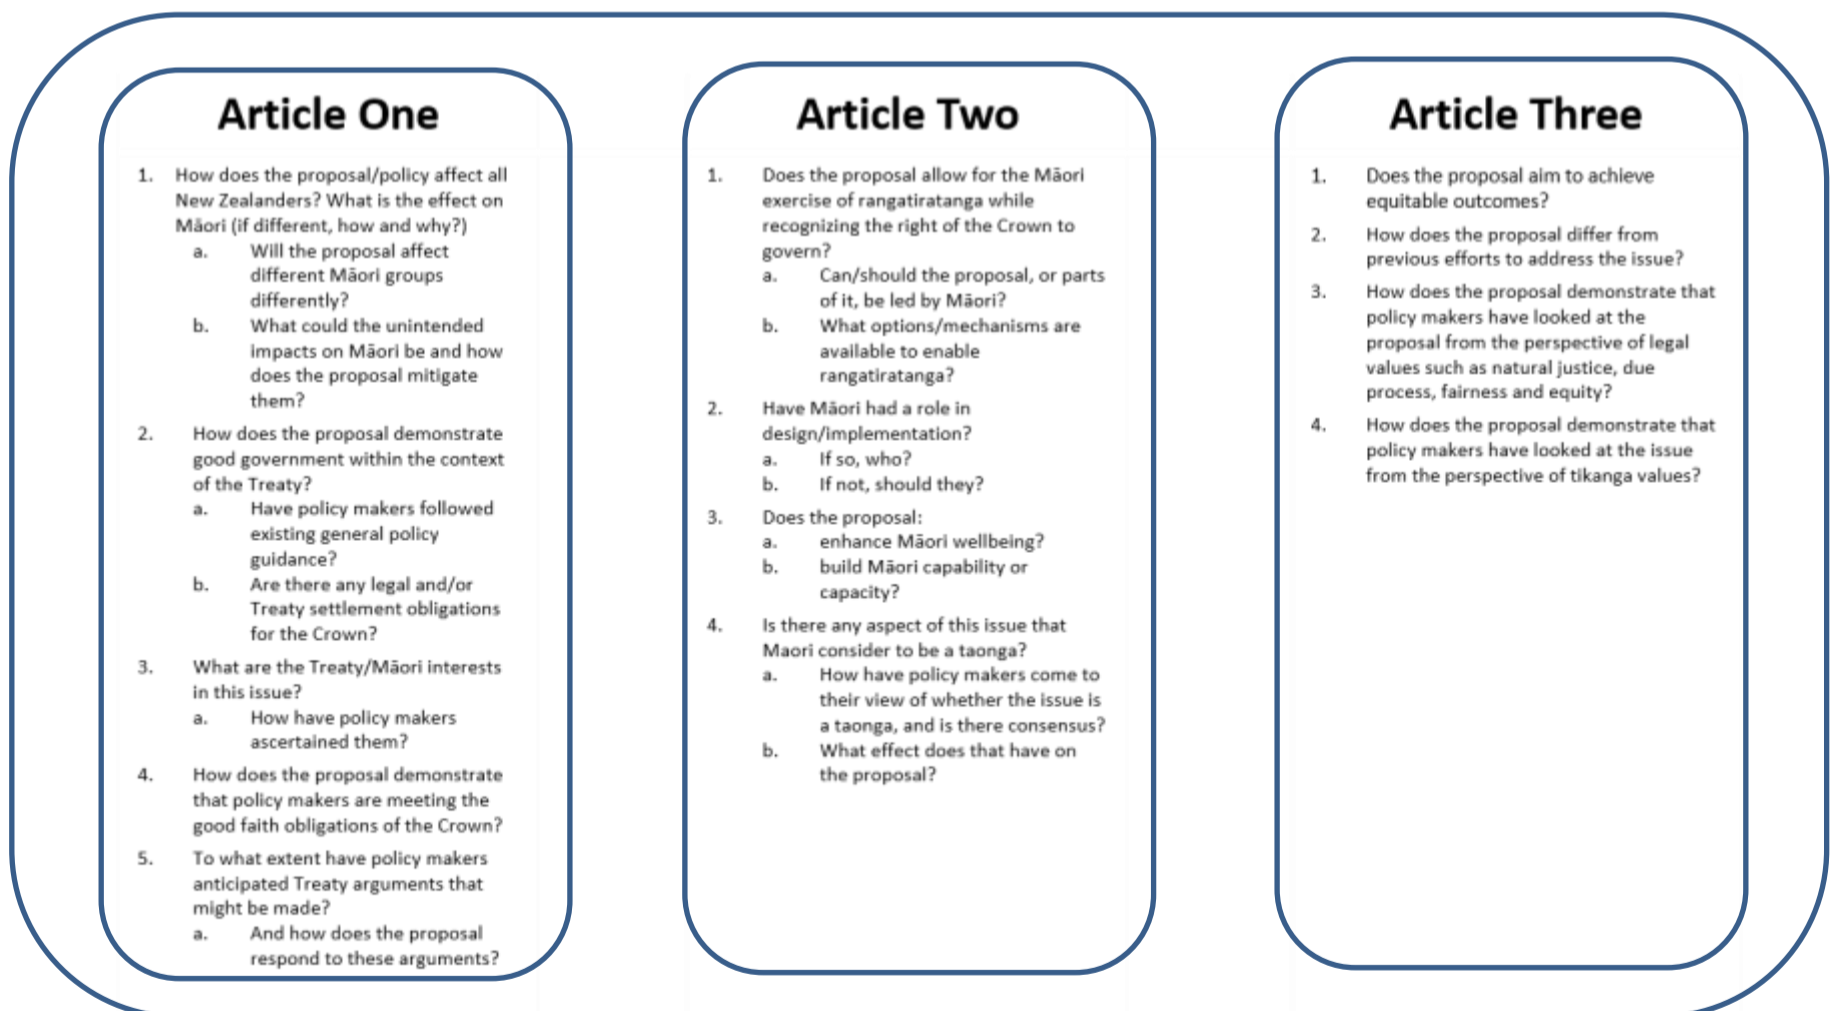 Article One
1. How does the proposal/policy affect all
New Zealanders? What is the effect on
Māori (if different, how and why?)
a. Will the proposal affect
different Māori groups
differently?
b. What could the unintended
impacts on Māori be and how
does the proposal mitigate
them?
2. How does the proposal demonstrate
good government within the context
of the Treaty?
a. Have policy makers followed
existing general policy
guidance?
b. Are there any legal and/or
Treaty settlement obligations
for the Crown?
3. What are the Treaty/Māori interests
in this issue?
a. How have policy makers
ascertained them?
4. How does the proposal demonstrate
that policy makers are meeting the
good faith obligations of the Crown?
5. To what extent have policy makers
anticipated Treaty arguments that
might be made?
a. And how does the proposal
respond to these arguments?
Article Two
1. Does the proposal allow for the Māori
exercise of rangatiratanga while
recognizing the right of the Crown to
govern?
a. Can/should the proposal, or parts
of it, be led by Māori?
b. What options/mechanisms are
available to enable
rangatiratanga?
2. Have Māori had a role in
design/implementation?
a. If so, who?
b. If not, should they?
3. Does the proposal:
a. enhance Māori wellbeing?
b. build Māori capability or
capacity?
4. Is there any aspect of this issue that
Maori consider to be a taonga?
a. How have policy makers come to
their view of whether the issue is
a taonga, and is there consensus?
b. What effect does that have on
the proposal?
Article Three
1. Does the proposal aim to achieve
equitable outcomes?
2. How does the proposal differ from
previous efforts to address the issue?
3. How does the proposal demonstrate that
policy makers have looked at the
proposal from the perspective of legal
values such as natural justice, due
process, fairness and equity?
4. How does the proposal demonstrate that
policy makers have looked at the issue
from the perspective of tikanga values?